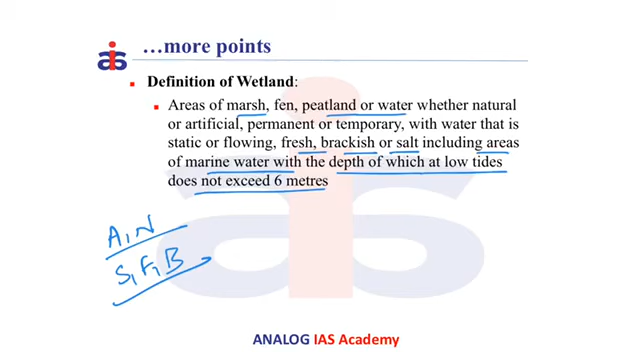 …more points
Definition of Wetland:
Areas of marsh, fen, peatland or water whether natural
or artificial, permanent or temporary, with water that is
static or flowing, fresh, brackish or salt including areas
of marine water with the depth of which at low tides
does not exceed 6 metres
A, N
S, F, B
ANALOG IAS Academy